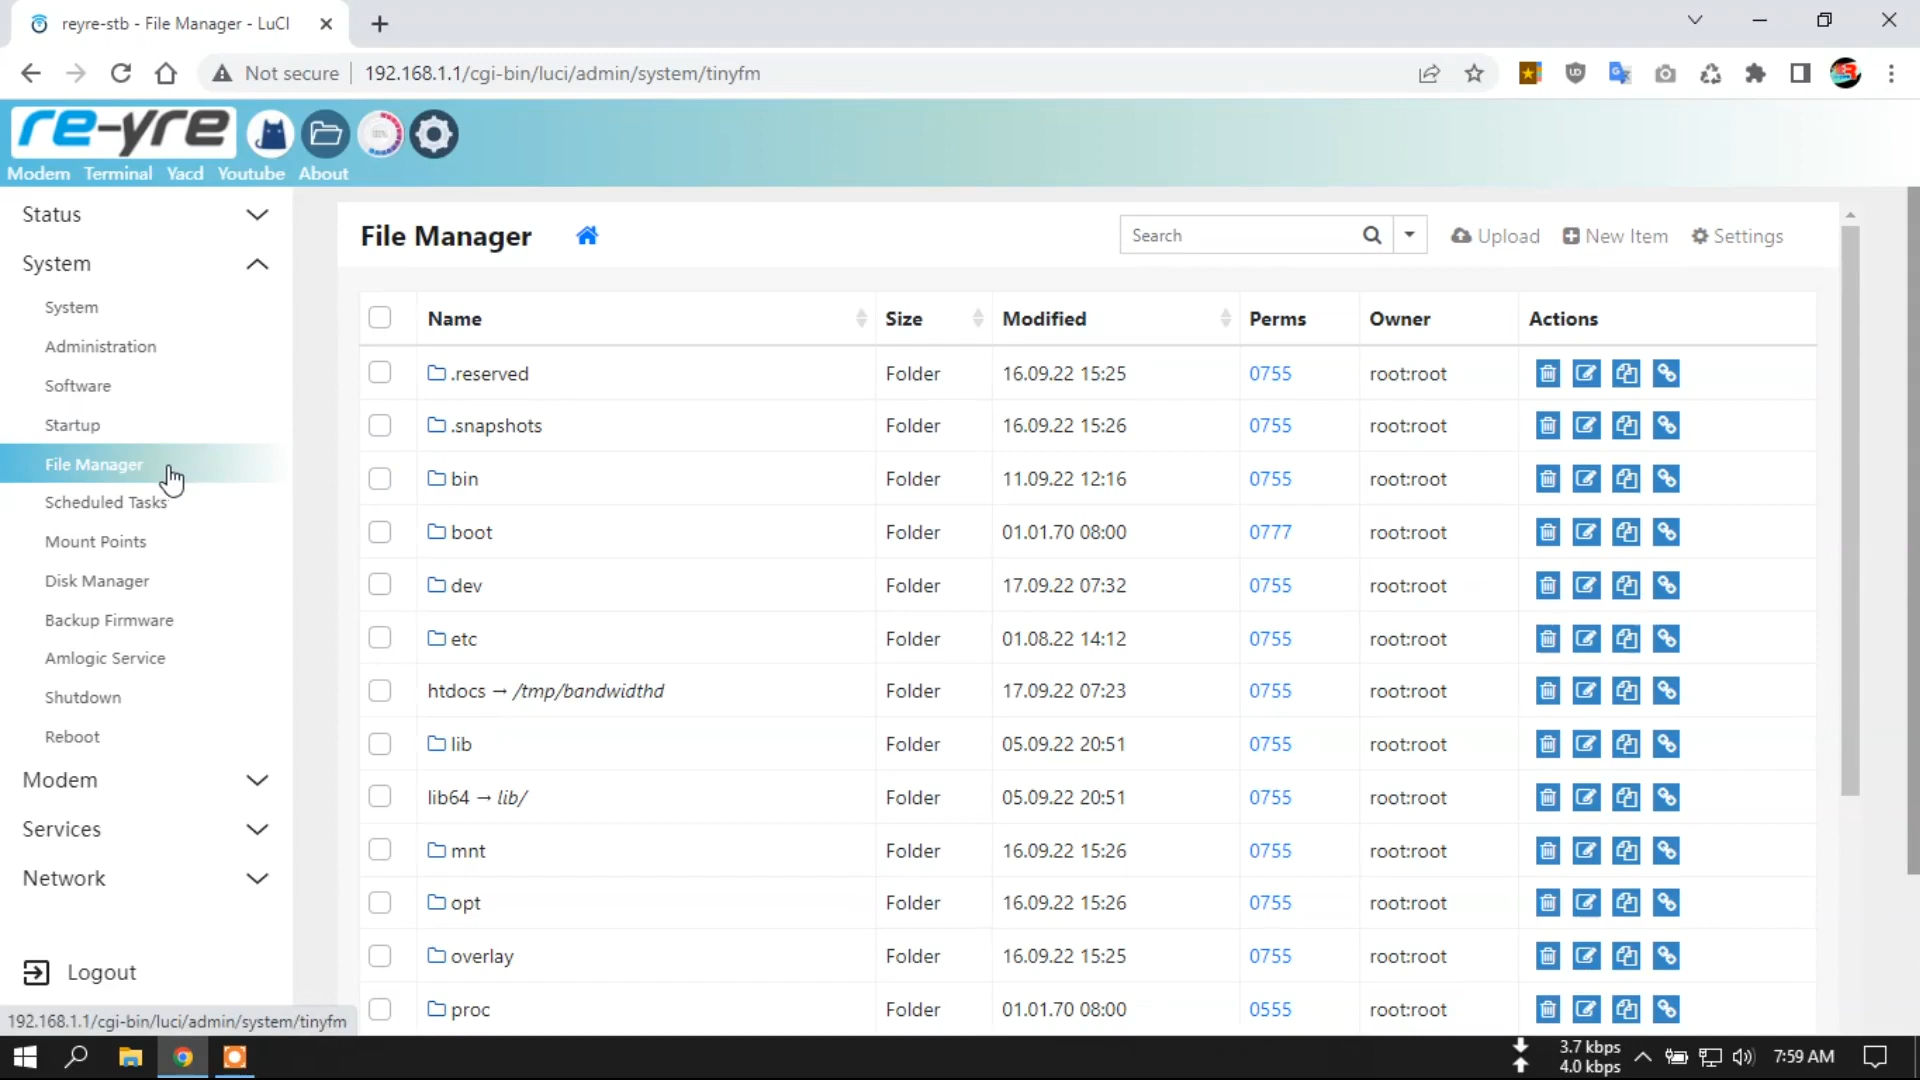 reyre-stb - File Manager - LuCI
Not secure 192.168.1.1/cgi-bin/luci/admin/system/tinyfm
re-yre
Modem Terminal Yacd Youtube About
Status
System
System
Administration
Software
Startup
File Manager
Scheduled Tasks
Mount Points
Disk Manager
Backup Firmware
Amlogic Service
Shutdown
Reboot
Modem
Services
Network
Logout
192.168.1.1/cgi-bin/luci/admin/system/tinyfm
File Manager Search Upload New Item Settings
Name Size Modified Perms Owner Actions
.reserved Folder 16.09.22 15:25 0755 root:root
.snapshots Folder 16.09.22 15:26 0755 root:root
bin Folder 11.09.22 12:16 0755 root:root
boot Folder 01.01.70 08:00 0777 root:root
dev Folder 17.09.22 07:32 0755 root:root
etc Folder 01.08.22 14:12 0755 root:root
htdocs → /tmp/bandwidthd Folder 17.09.22 07:23 0755 root:root
lib Folder 05.09.22 20:51 0755 root:root
lib64 → lib/ Folder 05.09.22 20:51 0755 root:root
mnt Folder 16.09.22 15:26 0755 root:root
opt Folder 16.09.22 15:26 0755 root:root
overlay Folder 16.09.22 15:25 0755 root:root
proc Folder 01.01.70 08:00 0555 root:root
3.7 kbps
4.0 kbps
7:59 AM